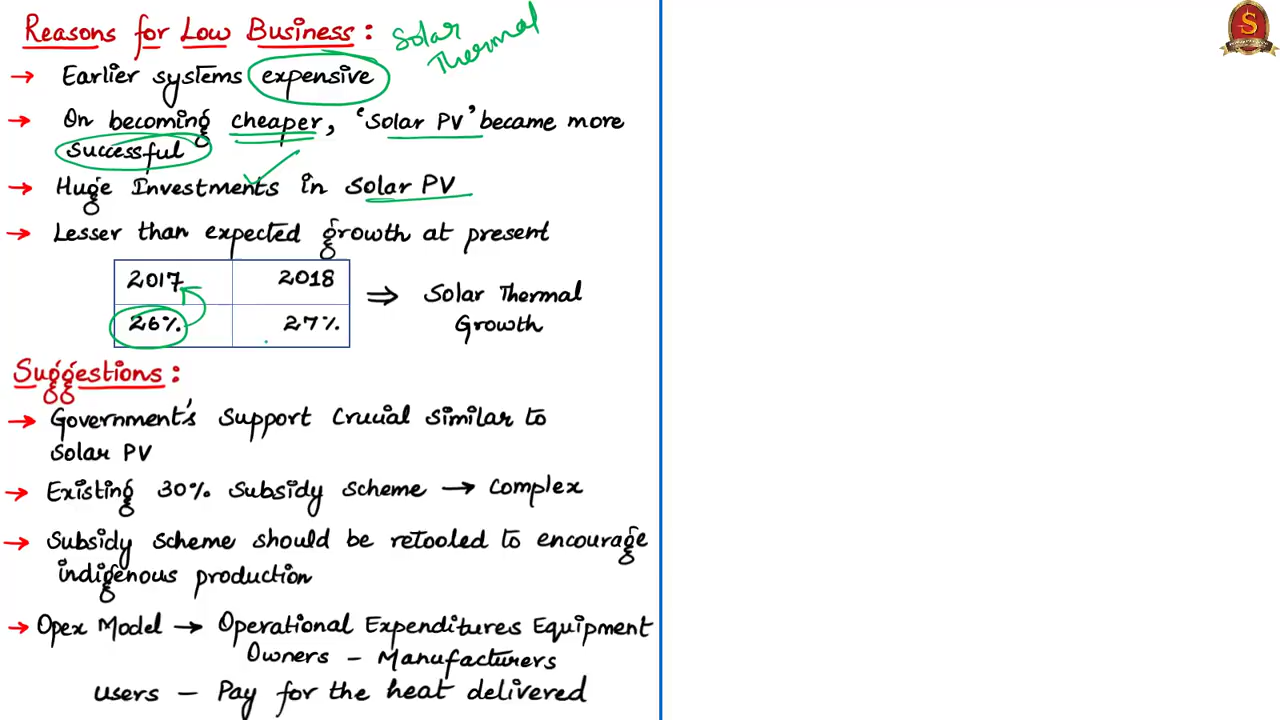 Reasons for Low Business:
Solar
Thermal
→ Earlier systems expensive
→ On becoming cheaper, 'Solar PV' became more
Successful
→ Huge Investments in Solar PV
→ Lesser than expected growth at present
2017 2018
26% 27%
⇒ Solar Thermal
Growth
Suggestions:
→ Government's Support Crucial Similar to
Solar PV
→ Existing 30% Subsidy Scheme → Complex
→ Subsidy Scheme should be retooled to encourage
indigenous production
→ Opex Model → Operational Expenditures Equipment
Owners - Manufacturers
Users - Pay for the heat delivered
S